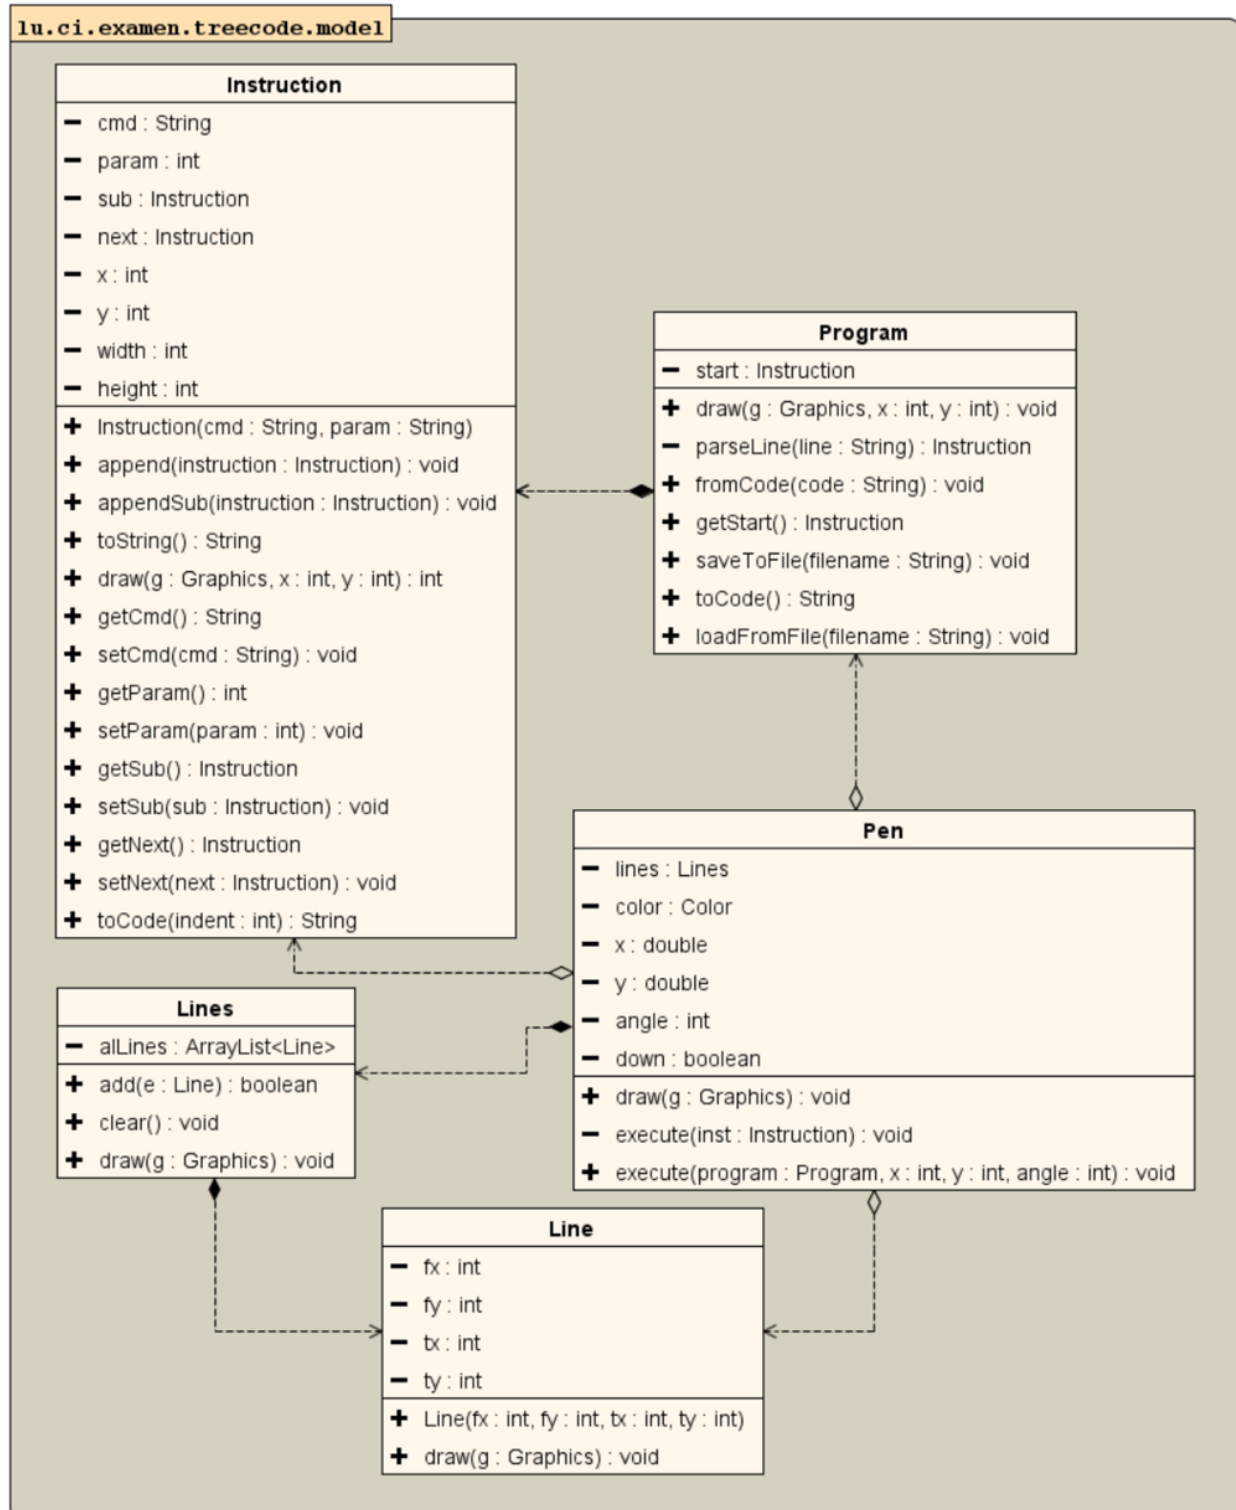 lu.ci.examen.treecode.model
Instruction
− cmd : String
− param : int
− sub : Instruction
− next : Instruction
− x : int
− y : int
− width : int
− height : int
+ Instruction(cmd : String, param : String)
+ append(instruction : Instruction) : void
+ appendSub(instruction : Instruction) : void
+ toString() : String
+ draw(g : Graphics, x : int, y : int) : int
+ getCmd() : String
+ setCmd(cmd : String) : void
+ getParam() : int
+ setParam(param : int) : void
+ getSub() : Instruction
+ setSub(sub : Instruction) : void
+ getNext() : Instruction
+ setNext(next : Instruction) : void
+ toCode(indent : int) : String
Program
− start : Instruction
+ draw(g : Graphics, x : int, y : int) : void
− parseLine(line : String) : Instruction
+ fromCode(code : String) : void
+ getStart() : Instruction
+ saveToFile(filename : String) : void
+ toCode() : String
+ loadFromFile(filename : String) : void
Pen
− lines : Lines
− color : Color
− x : double
− y : double
− angle : int
− down : boolean
+ draw(g : Graphics) : void
− execute(inst : Instruction) : void
+ execute(program : Program, x : int, y : int, angle : int) : void
Lines
− alLines : ArrayList<Line>
+ add(e : Line) : boolean
+ clear() : void
+ draw(g : Graphics) : void
Line
− fx : int
− fy : int
− tx : int
− ty : int
+ Line(fx : int, fy : int, tx : int, ty : int)
+ draw(g : Graphics) : void